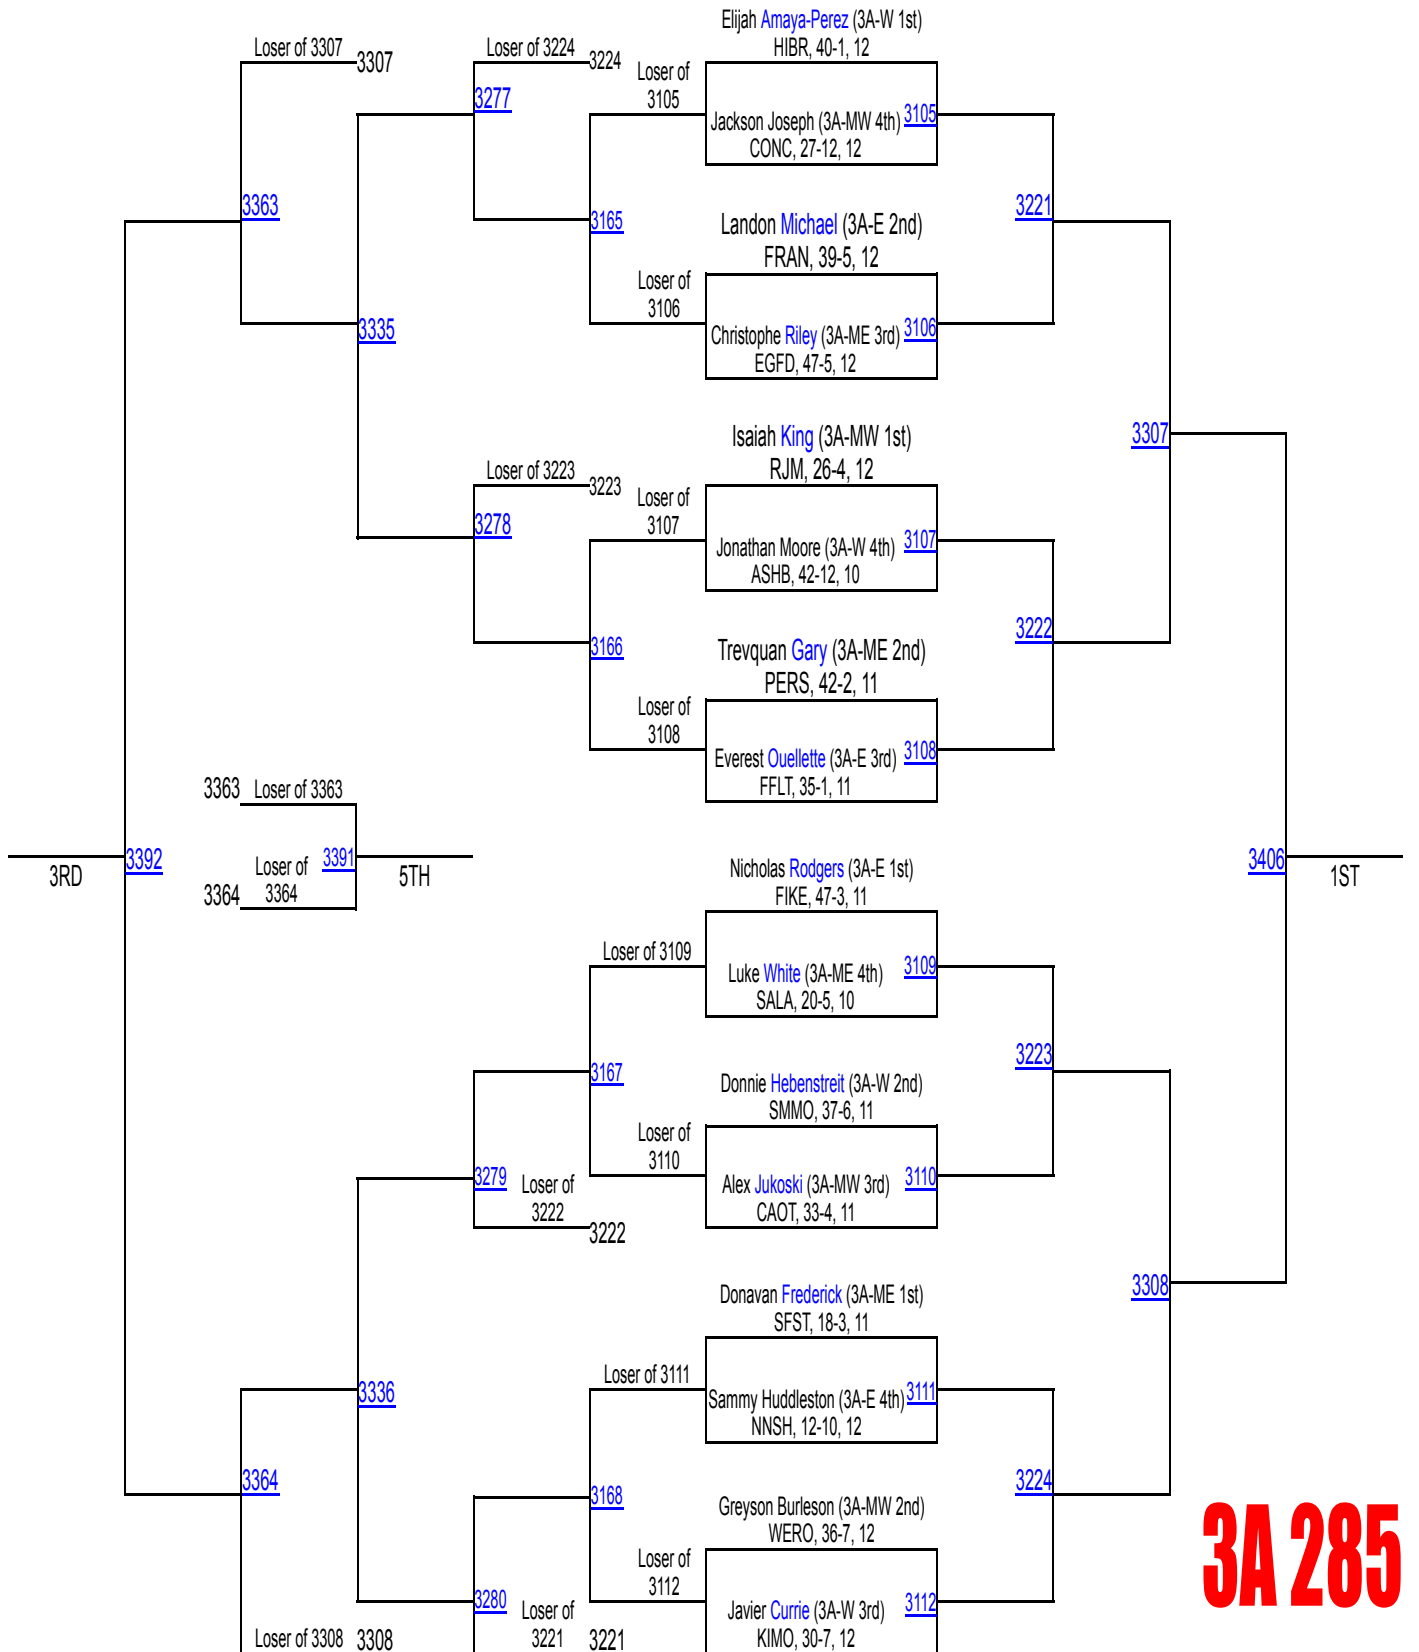 Elijah Amaya-Perez (3A-W 1st)
HIBR, 40-1, 12
Loser of 3307
3307
Loser of 3224
3224
Loser of
3105
3277
Jackson Joseph (3A-MW 4th)
3105
CONC, 27-12, 12
3363
3165
Landon Michael (3A-E 2nd)
FRAN, 39-5, 12
3221
Loser of
3106
3335
Christophe Riley (3A-ME 3rd)
3106
EGFD, 47-5, 12
Isaiah King (3A-MW 1st)
RJM, 26-4, 12
3307
Loser of 3223
3223
Loser of
3107
3278
Jonathan Moore (3A-W 4th)
3107
ASHB, 42-12, 10
3166
Trevquan Gary (3A-ME 2nd)
PERS, 42-2, 11
3222
Loser of
3108
Everest Ouellette (3A-E 3rd)
3108
FFLT, 35-1, 11
3363
Loser of 3363
3RD
3392
Loser of
3364
3391
5TH
3364
Nicholas Rodgers (3A-E 1st)
FIKE, 47-3, 11
3406
1ST
Loser of 3109
Luke White (3A-ME 4th)
3109
SALA, 20-5, 10
3167
Donnie Hebenstreit (3A-W 2nd)
SMMO, 37-6, 11
3223
Loser of
3110
3279
Loser of
3222
3222
Alex Jukoski (3A-MW 3rd)
3110
CAOT, 33-4, 11
Donavan Frederick (3A-ME 1st)
SFST, 18-3, 11
3308
Loser of 3111
3336
Sammy Huddleston (3A-E 4th)
3111
NNSH, 12-10, 12
3364
3168
Greyson Burleson (3A-MW 2nd)
WERO, 36-7, 12
3224
Loser of
3112
3280
Loser of
3221
3221
Javier Currie (3A-W 3rd)
3112
KIMO, 30-7, 12
Loser of 3308
3308
3A 285